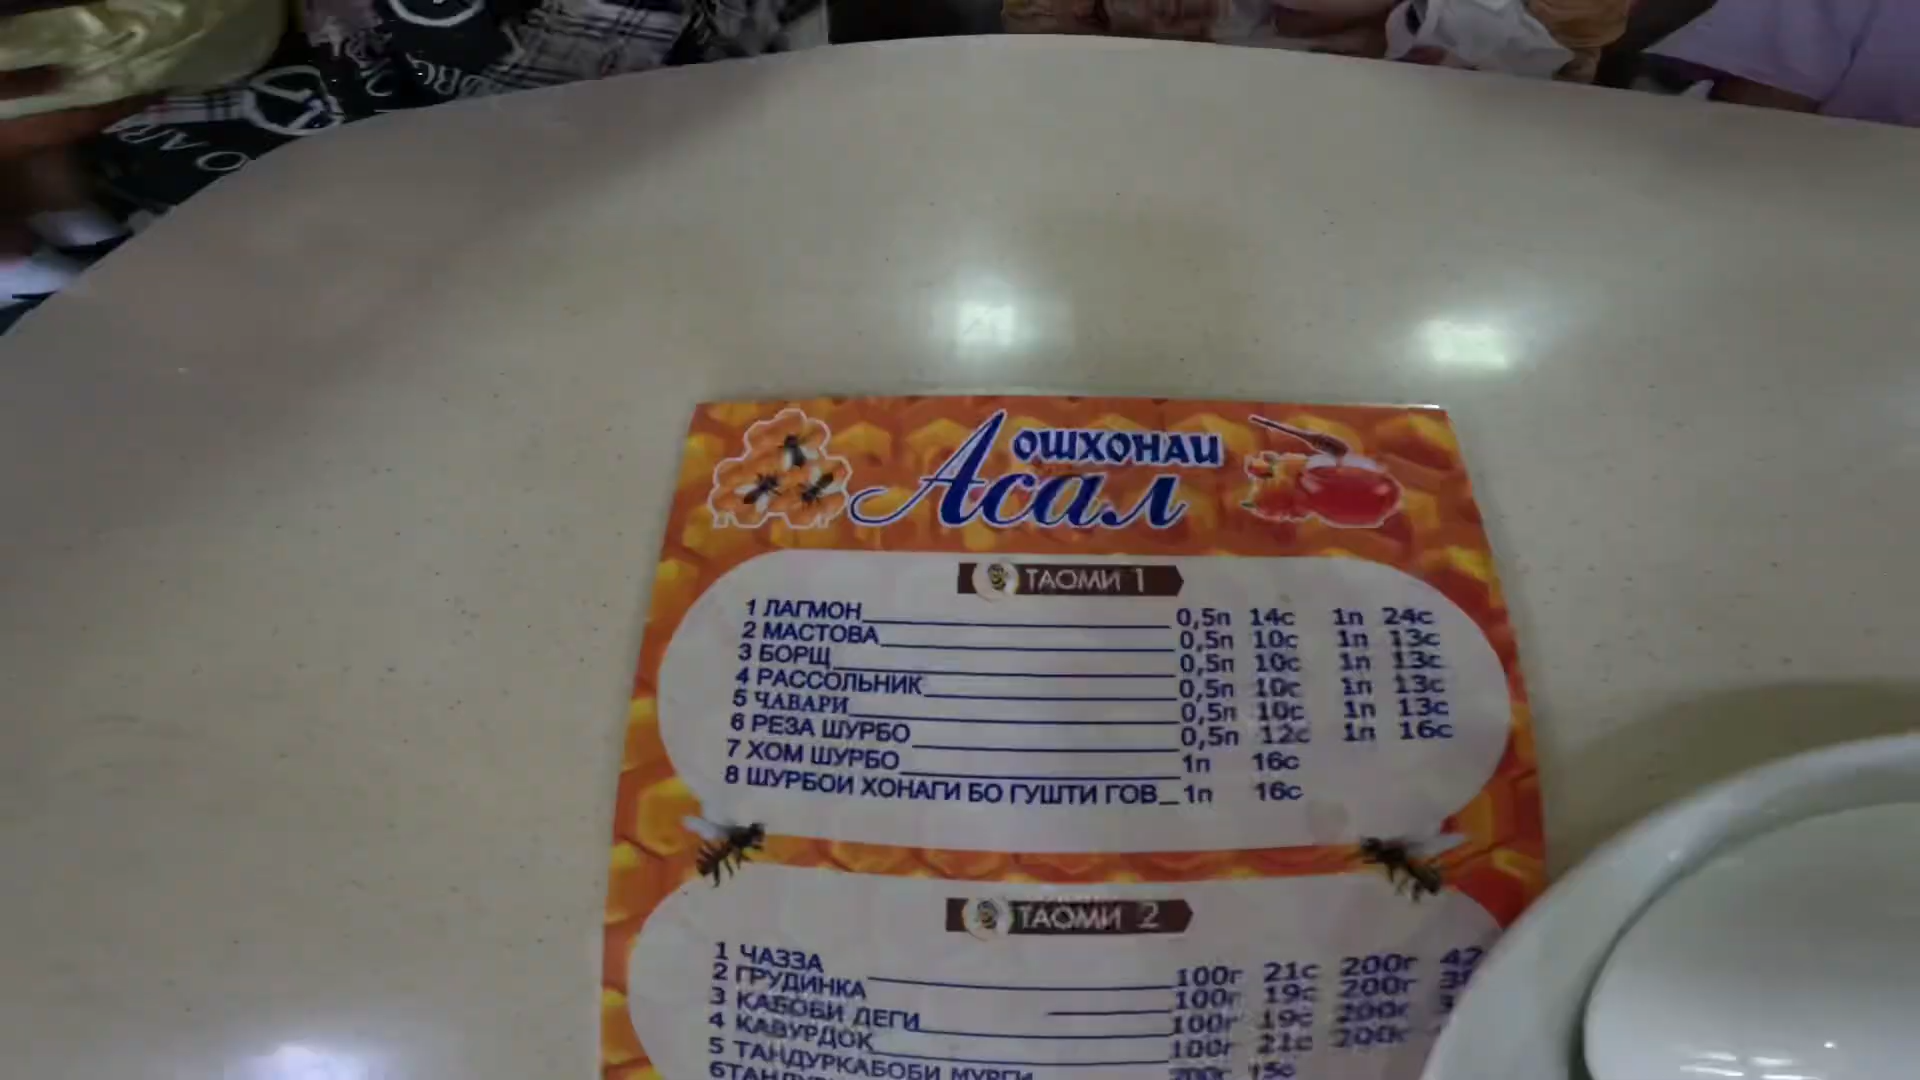 ОШХОНАИ
Асал
ТАОМИ 1
1 ЛАГМОН 0,5п 14с 1п 24с
2 МАСТОВА 0,5п 10с 1п 13с
3 БОРЩ 0,5п 10с 1п 13с
4 РАССОЛЬНИК 0,5п 10с 1п 13с
5 ЧАВАРИ 0,5п 10с 1п 13с
6 РЕЗА ШУРБО 0,5п 12с 1п 16с
7 ХОМ ШУРБО 1п 16с
8 ШУРБОИ ХОНАГИ БО ГУШТИ ГОВ 1п 16с
ТАОМИ 2
1 ЧАЗЗА 100г 21с 200г
2 ГРУДИНКА 100г 19с 200г
3 КАБОБИ ДЕГИ 100г 19с 200г
4 КАВУРДОК 100г 21с 200г
5 ТАНДУРКАБОБИ МУРГИ